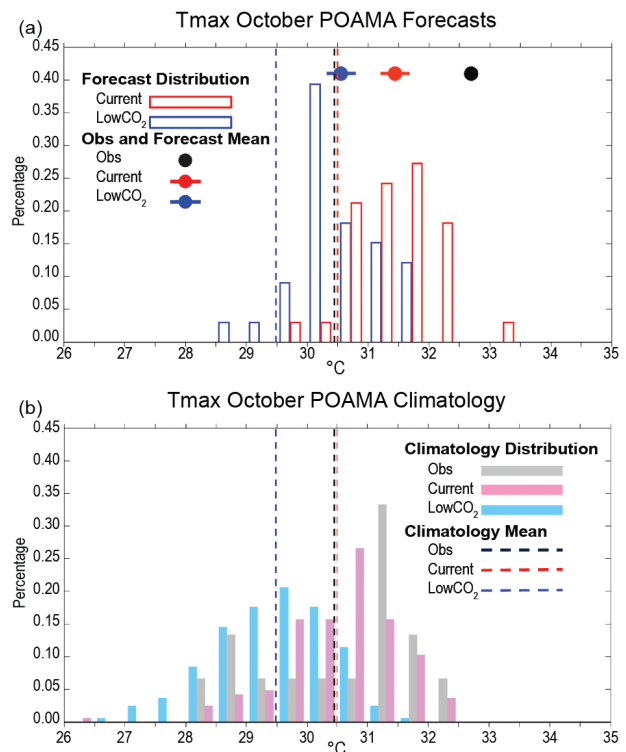 (a)
Tmax October POAMA Forecasts
0.45
0.40
0.35
0.30
0.25
0.20
0.15
0.10
0.05
0.00
Percentage
Forecast Distribution
Current
LowCO₂
Obs and Forecast Mean
Obs
Current
LowCO₂
26 27 28 29 30 31 32 33 34 35
°C
(b)
Tmax October POAMA Climatology
0.45
0.40
0.35
0.30
0.25
0.20
0.15
0.10
0.05
0.00
Percentage
Climatology Distribution
Obs
Current
LowCO₂
Climatology Mean
Obs
Current
LowCO₂
26 27 28 29 30 31 32 33 34 35
°C